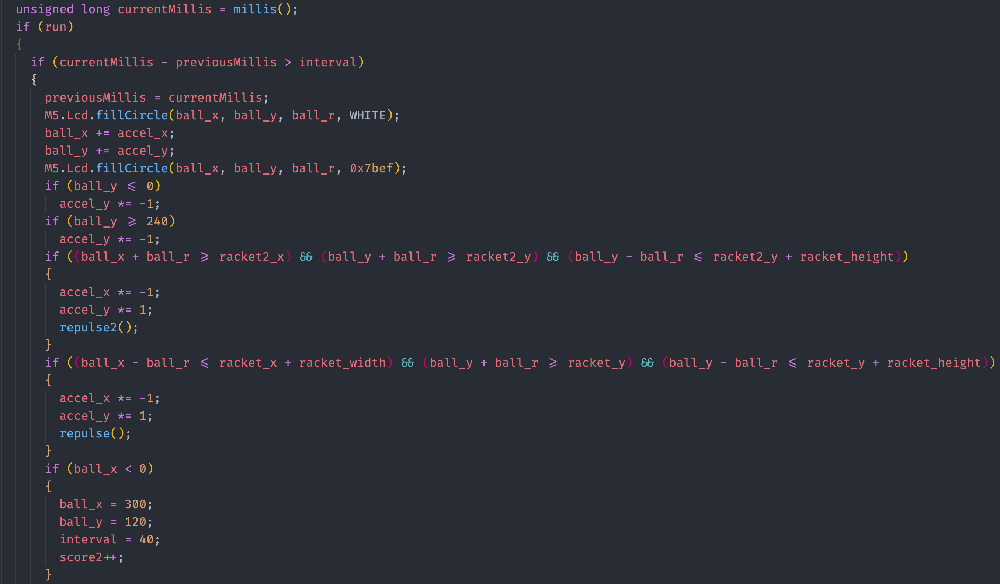 unsigned long currentMillis = millis();
if (run)
{
if (currentMillis - previousMillis > interval)
{
previousMillis = currentMillis;
M5.Lcd.fillCircle(ball_x, ball_y, ball_r, WHITE);
ball_x += accel_x;
ball_y += accel_y;
M5.Lcd.fillCircle(ball_x, ball_y, ball_r, 0x7bef);
if (ball_y <= 0)
accel_y *= -1;
if (ball_y >= 240)
accel_y *= -1;
if ((ball_x + ball_r >= racket2_x) && (ball_y + ball_r >= racket2_y) && (ball_y - ball_r <= racket2_y + racket_height))
{
accel_x *= -1;
accel_y *= 1;
repulse2();
}
if ((ball_x - ball_r <= racket_x + racket_width) && (ball_y + ball_r >= racket_y) && (ball_y - ball_r <= racket_y + racket_height))
{
accel_x *= -1;
accel_y *= 1;
repulse();
}
if (ball_x < 0)
{
ball_x = 300;
ball_y = 120;
interval = 40;
score2++;
}